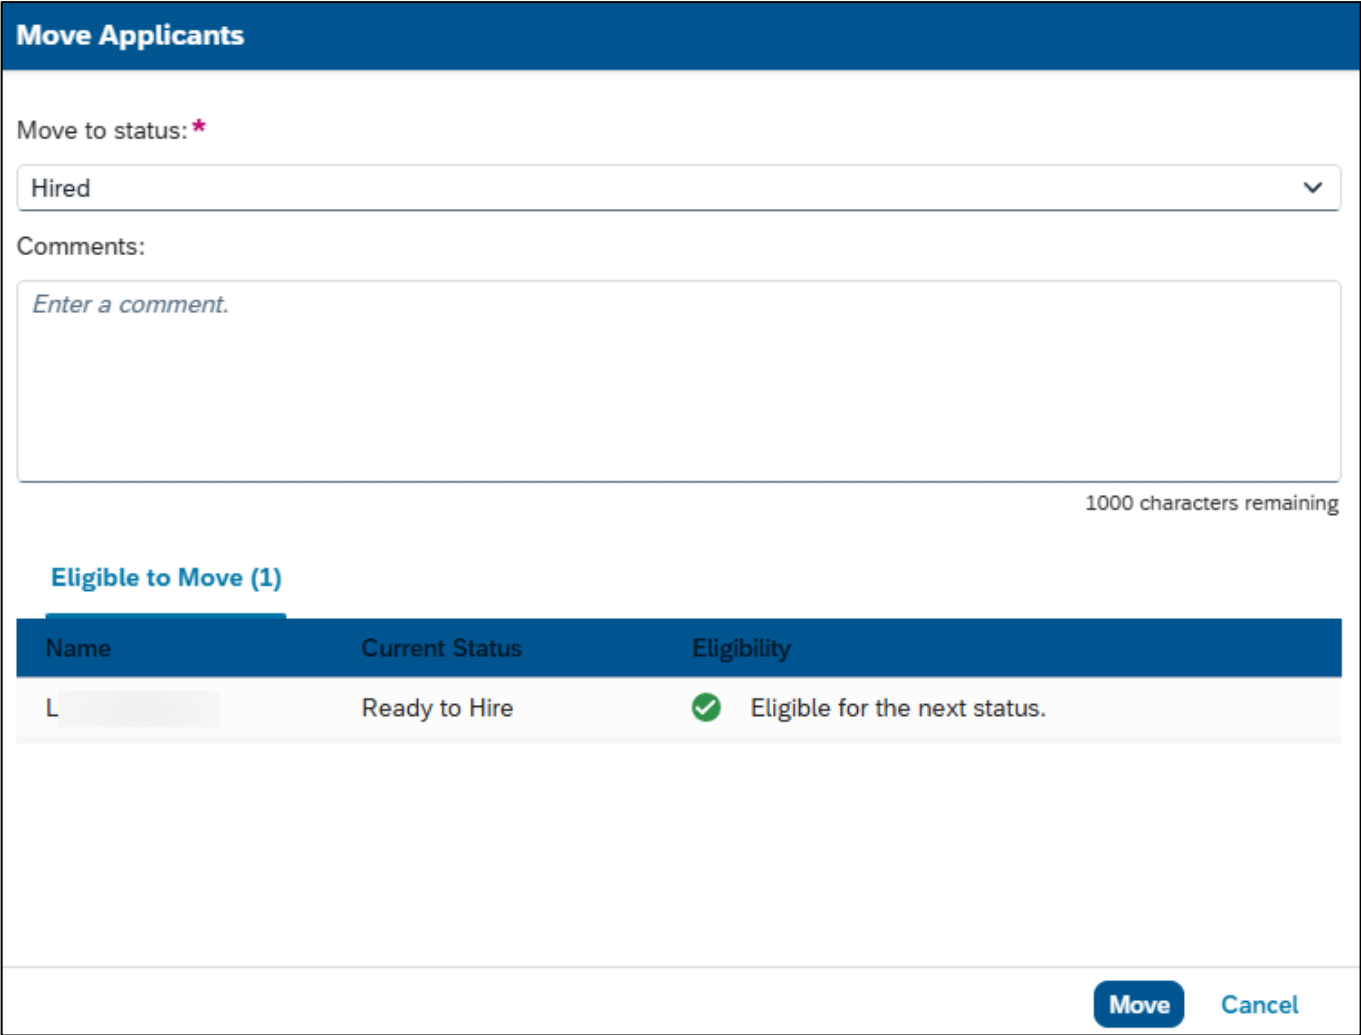 Move Applicants
Move to status:*
Hired
Comments:
Enter a comment.
1000 characters remaining
Eligible to Move (1)
Name Current Status Eligibility
L Ready to Hire Eligible for the next status.
Move Cancel